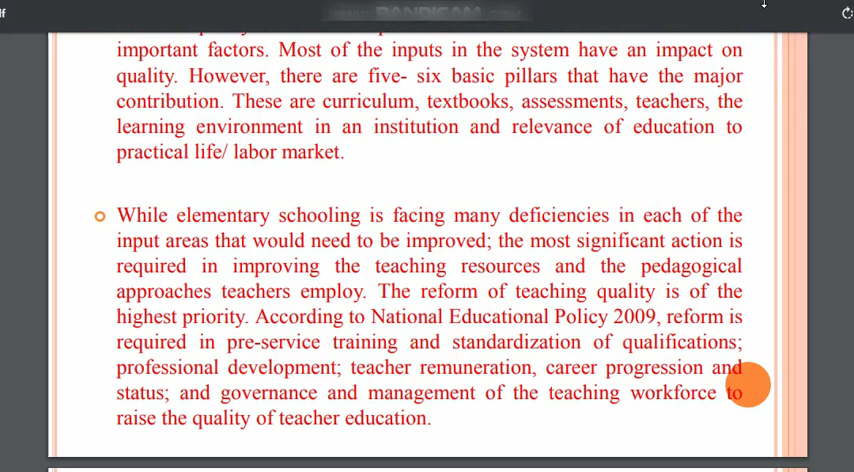 important factors. Most of the inputs in the system have an impact on
quality. However, there are five- six basic pillars that have the major
contribution. These are curriculum, textbooks, assessments, teachers, the
learning environment in an institution and relevance of education to
practical life/ labor market.
While elementary schooling is facing many deficiencies in each of the
input areas that would need to be improved; the most significant action is
required in improving the teaching resources and the pedagogical
approaches teachers employ. The reform of teaching quality is of the
highest priority. According to National Educational Policy 2009, reform is
required in pre-service training and standardization of qualifications;
professional development; teacher remuneration, career progression and
status; and governance and management of the teaching workforce to
raise the quality of teacher education.